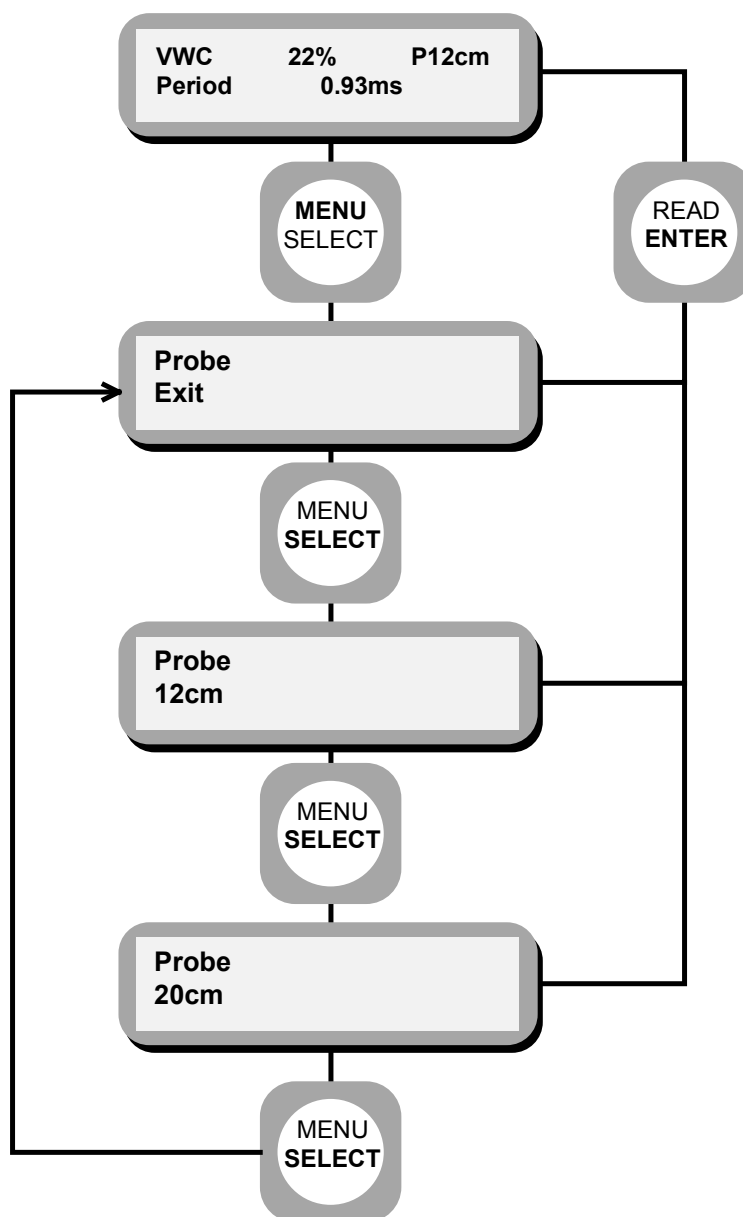 VWC 22% P12cm
Period 0.93ms
MENU
SELECT
READ
ENTER
Probe
Exit
MENU
SELECT
Probe
12cm
MENU
SELECT
Probe
20cm
MENU
SELECT